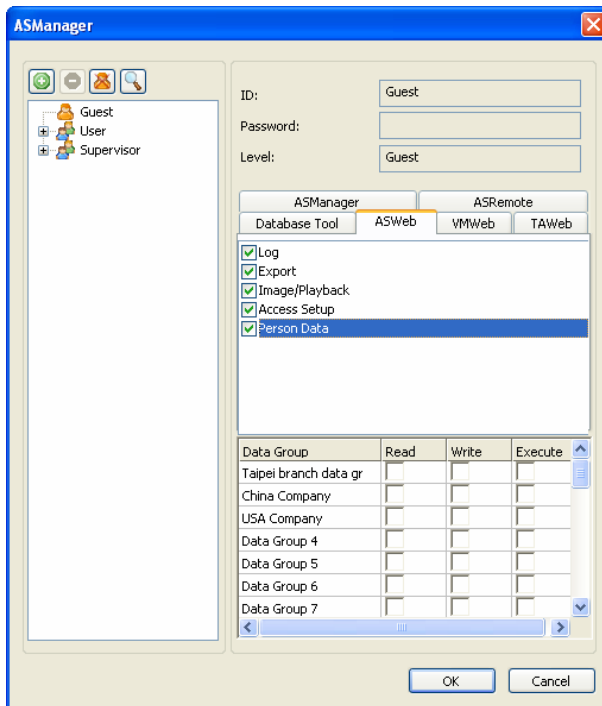 ASManager
Guest
User
Supervisor
ID: Guest
Password:
Level: Guest
ASManager ASRemote
Database Tool ASWeb VMWeb TAWeb
Log
Export
Image/Playback
Access Setup
Person Data
Data Group Read Write Execute
Taipei branch data gr
China Company
USA Company
Data Group 4
Data Group 5
Data Group 6
Data Group 7
OK Cancel